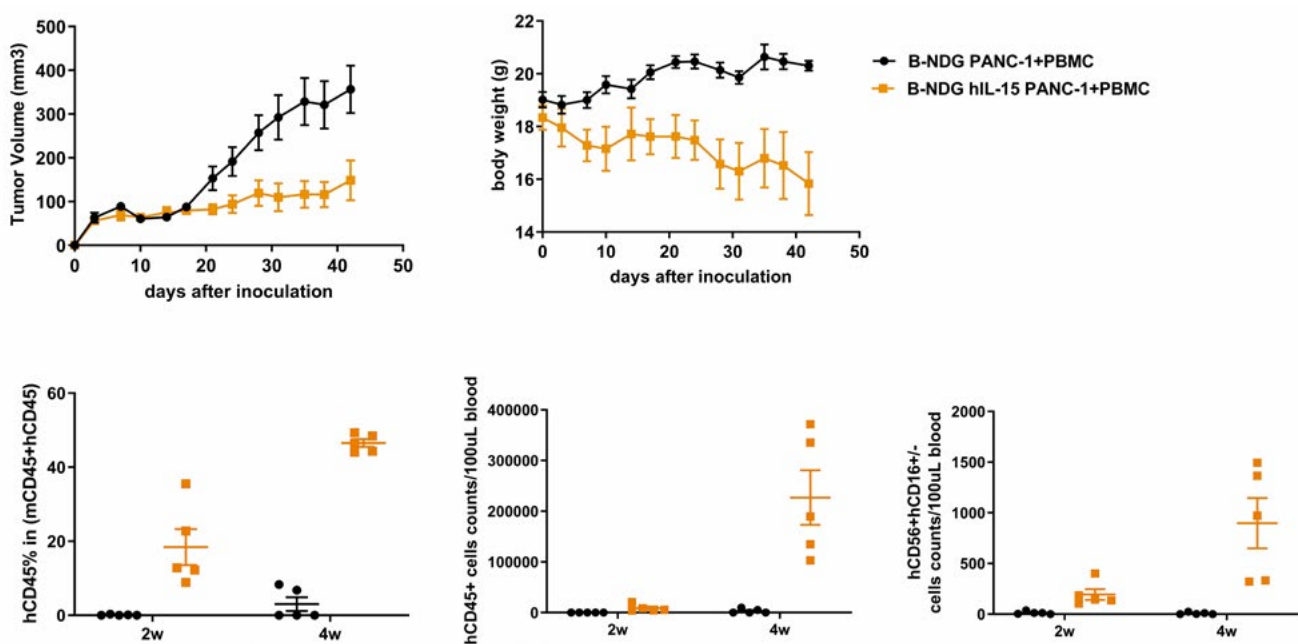 Tumor Volume (mm3)
500
400
300
200
100
0
0 10 20 30 40 50
days after inoculation
body weight (g)
22
20
18
16
14
0 10 20 30 40 50
days after inoculation
B-NDG PANC-1+PBMC
B-NDG hIL-15 PANC-1+PBMC
hCD45% in (mCD45+hCD45)
60
40
20
0
2w 4w
hCD45+ cells counts/100uL blood
400000
300000
200000
100000
0
2w 4w
hCD56+hCD16+/-
cells counts/100uL blood
2000
1500
1000
500
0
2w 4w